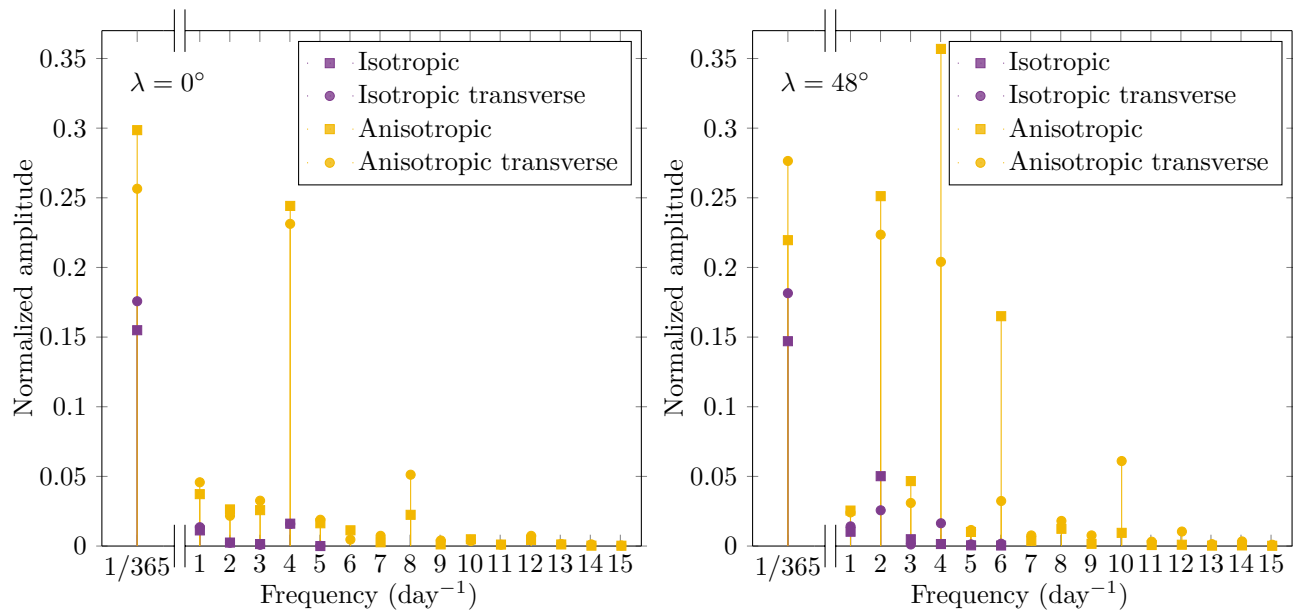 λ = 0°
Isotropic
Isotropic transverse
Anisotropic
Anisotropic transverse
Normalized amplitude
0.35
0.3
0.25
0.2
0.15
0.1
0.05
0
1/365 1 2 3 4 5 6 7 8 9 10 11 12 13 14 15
Frequency (day⁻¹)
λ = 48°
Isotropic
Isotropic transverse
Anisotropic
Anisotropic transverse
Normalized amplitude
0.35
0.3
0.25
0.2
0.15
0.1
0.05
0
1/365 1 2 3 4 5 6 7 8 9 10 11 12 13 14 15
Frequency (day⁻¹)